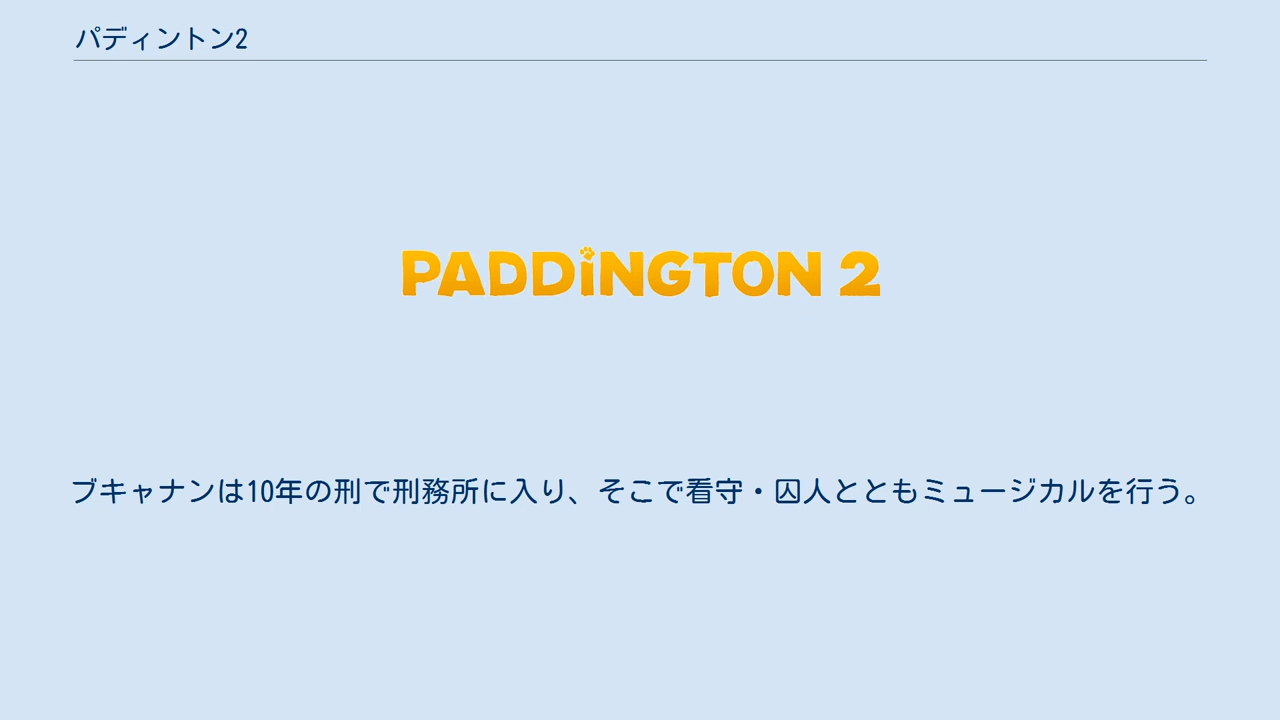 パディントン2
PADDiNGTON 2
ブキャナンは10年の刑で刑務所に入り、そこで看守・囚人とともミュージカルを行う。